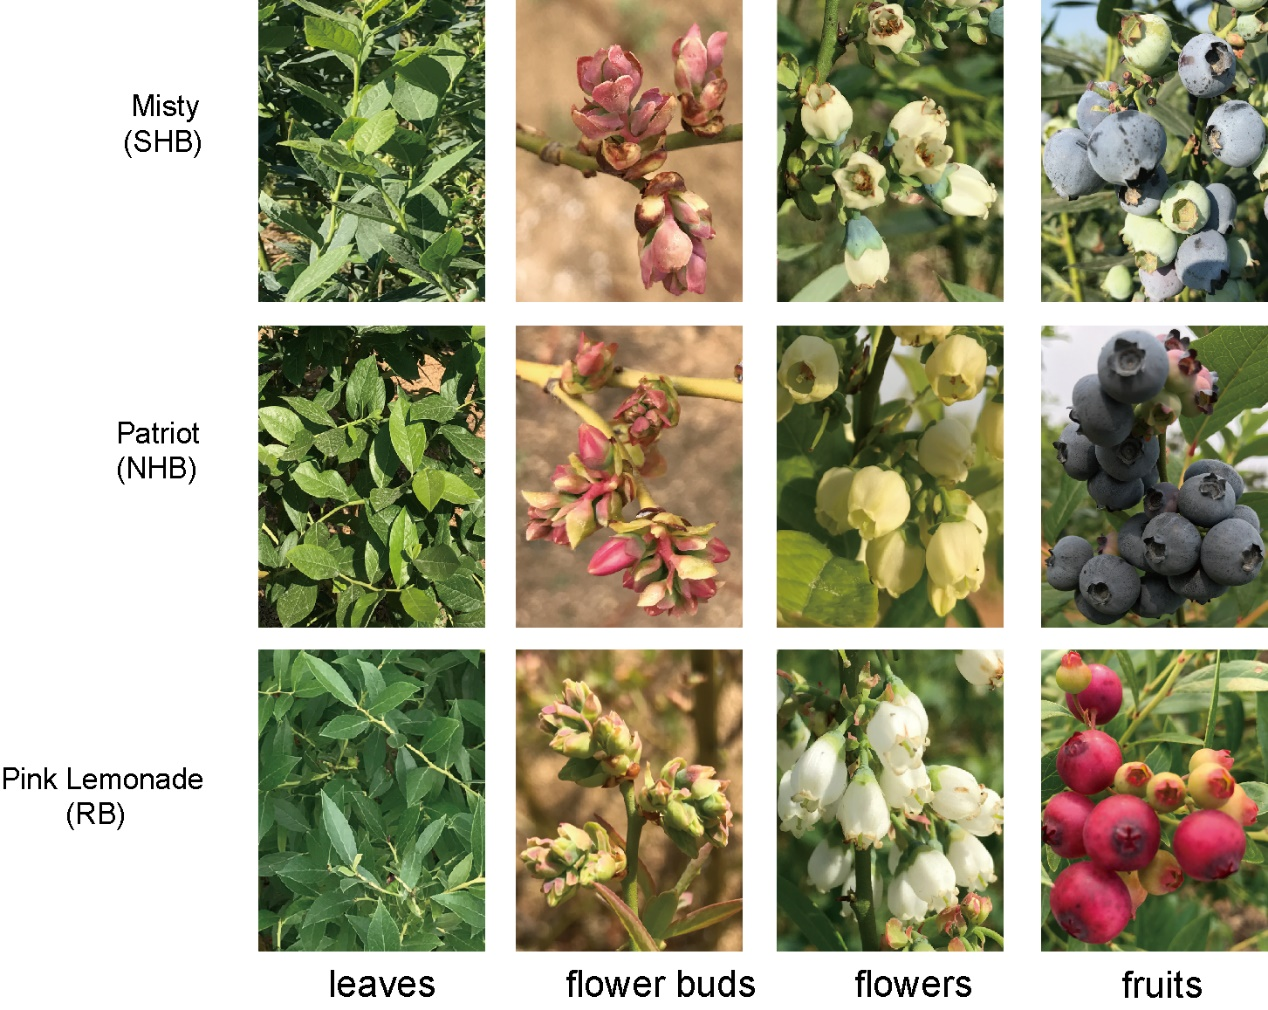 Misty
(SHB)
Patriot
(NHB)
Pink Lemonade
(RB)
leaves flower buds flowers fruits